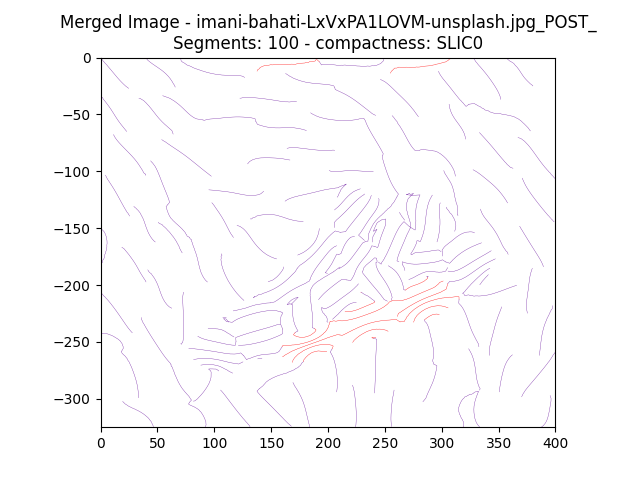 Merged Image - imani-bahati-LxVxPA1LOVM-unsplash.jpg_POST_
Segments: 100 - compactness: SLIC0
0
−50
−100
−150
−200
−250
−300
0 50 100 150 200 250 300 350 400